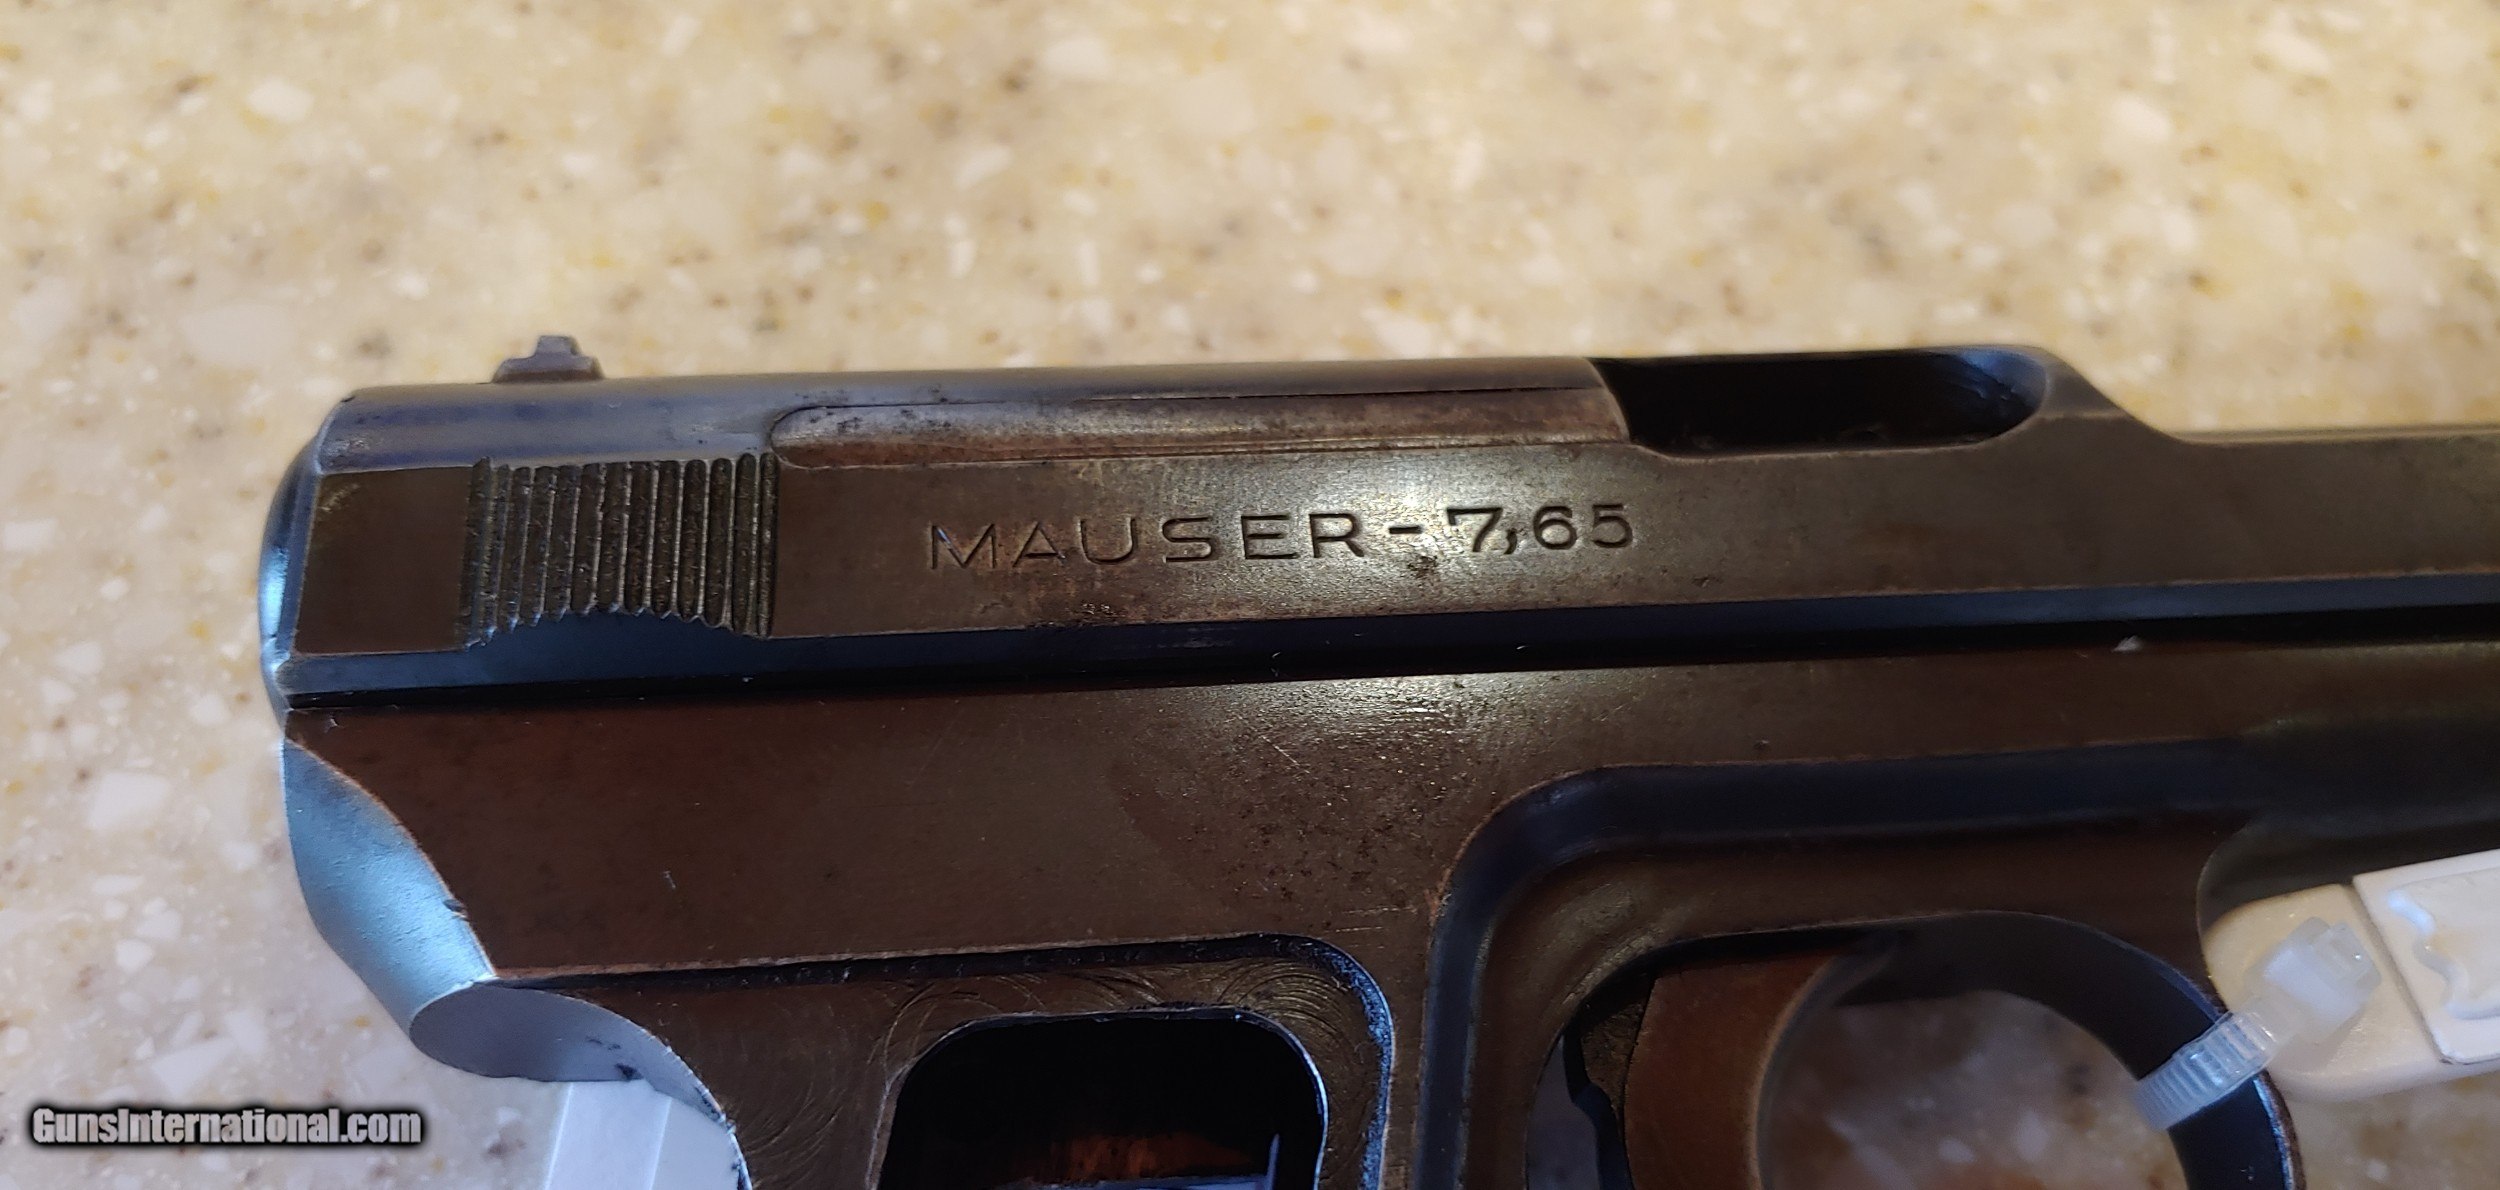 MAUSER - 7,65
GunsInternational.com